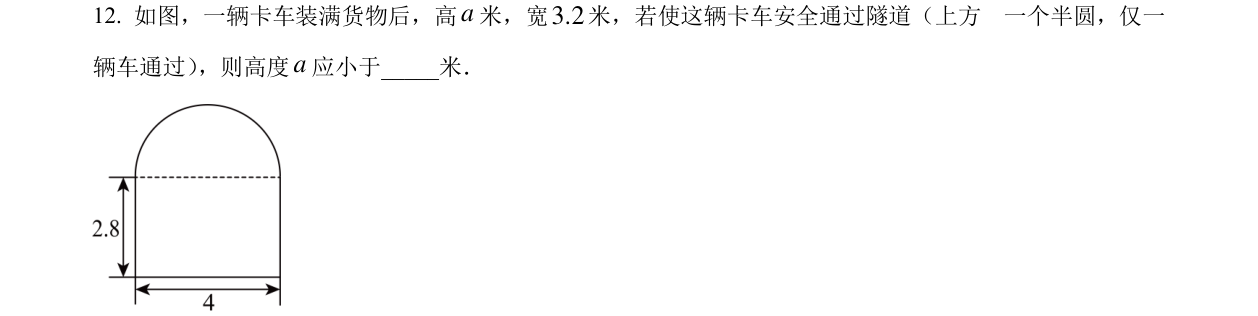 12. 如图，一辆卡车装满货物后，高a米，宽3.2米，若使这辆卡车安全通过隧道（上方 一个半圆，仅一
辆车通过），则高度a应小于_____米．
2.8
4